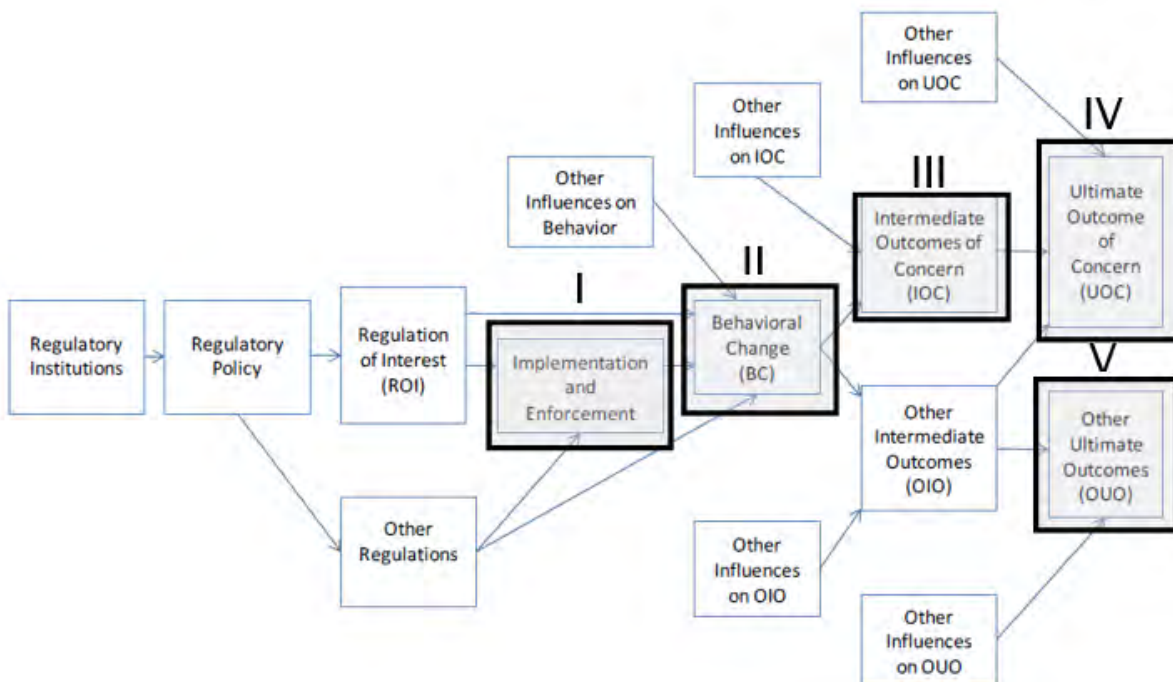 Other
Influences
on UOC
IV
Other
Influences
on IOC
III
Ultimate
Outcome
of
Concern
(UOC)
Other
Influences on
Behavior
Intermediate
Outcomes of
Concern
(IOC)
II
I
Regulatory
Institutions
Regulatory
Policy
Regulation
of Interest
(ROI)
Implementation
and
Enforcement
Behavioral
Change
(BC)
V
Other
Intermediate
Outcomes
(OIO)
Other
Ultimate
Outcomes
(OUO)
Other
Regulations
Other
Influences
on OIO
Other
Influences
on OUO